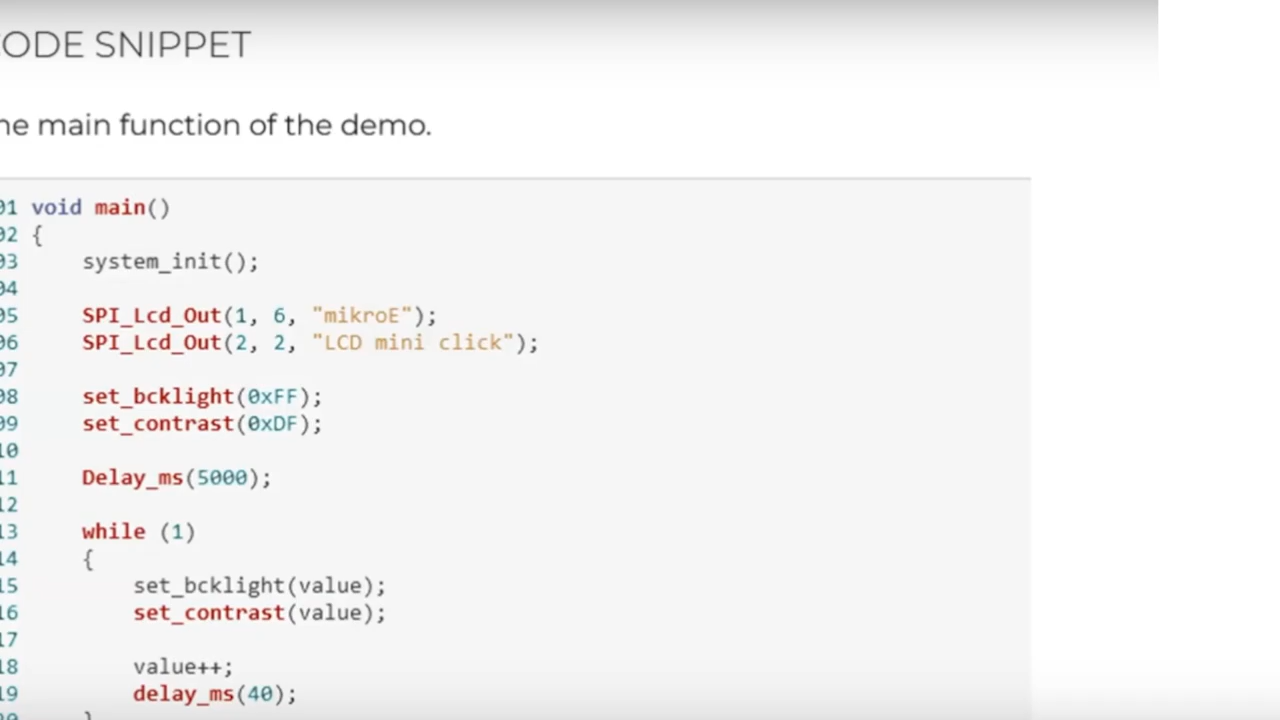 ODE SNIPPET
he main function of the demo.
01 void main()
02 {
03 system_init();
04
05 SPI_Lcd_Out(1, 6, "mikroE");
06 SPI_Lcd_Out(2, 2, "LCD mini click");
07
08 set_bcklight(0xFF);
09 set_contrast(0xDF);
10
11 Delay_ms(5000);
12
13 while (1)
14 {
15 set_bcklight(value);
16 set_contrast(value);
17
18 value++;
19 delay_ms(40);
20 }